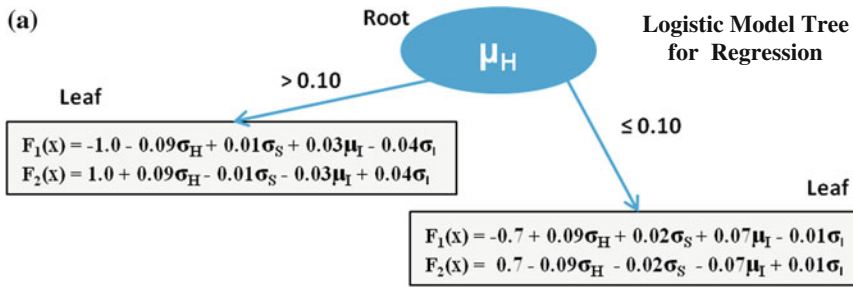 (a)
Root
Logistic Model Tree
for Regression
μH
> 0.10
≤ 0.10
Leaf
F₁(x) = -1.0 - 0.09σH + 0.01σS + 0.03μI - 0.04σI
F₂(x) = 1.0 + 0.09σH - 0.01σS - 0.03μI + 0.04σI
Leaf
F₁(x) = -0.7 + 0.09σH + 0.02σS + 0.07μI - 0.01σI
F₂(x) = 0.7 - 0.09σH - 0.02σS - 0.07μI + 0.01σI